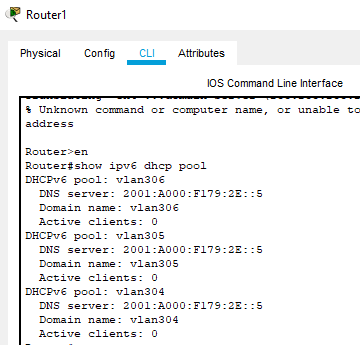 Router1
Physical Config CLI Attributes
IOS Command Line Interface
% Unknown command or computer name, or unable to
address
Router>en
Router#show ipv6 dhcp pool
DHCPv6 pool: vlan306
DNS server: 2001:A000:F179:2E::5
Domain name: vlan306
Active clients: 0
DHCPv6 pool: vlan305
DNS server: 2001:A000:F179:2E::5
Domain name: vlan305
Active clients: 0
DHCPv6 pool: vlan304
DNS server: 2001:A000:F179:2E::5
Domain name: vlan304
Active clients: 0